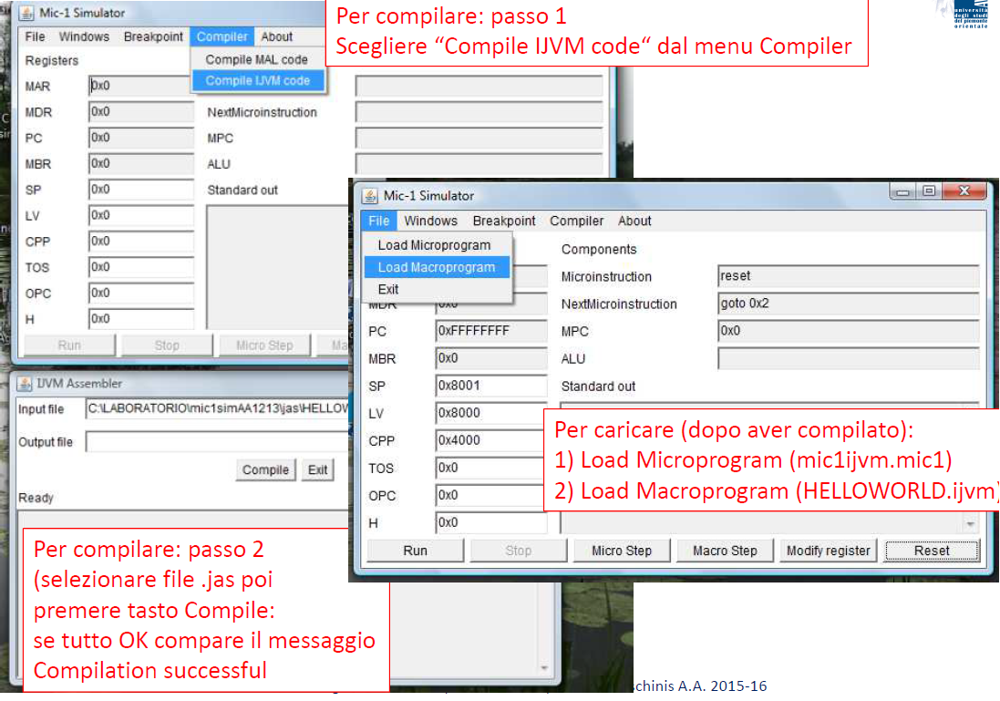 Mic-1 Simulator
File Windows Breakpoint Compiler About
Compile MAL code
Compile IJVM code
Per compilare: passo 1
Scegliere “Compile IJVM code“ dal menu Compiler
università
degli studi
del piemonte
orientale
Registers
MAR 0x0
MDR 0x0 NextMicroinstruction
PC 0x0 MPC
MBR 0x0 ALU
SP 0x0 Standard out
LV 0x0
CPP 0x0
TOS 0x0
OPC 0x0
H 0x0
Run Stop Micro Step
Mic-1 Simulator
File Windows Breakpoint Compiler About
Load Microprogram
Load Macroprogram
Exit
Components
Microinstruction reset
MDR 0x0 NextMicroinstruction goto 0x2
PC 0xFFFFFFFF MPC 0x0
MBR 0x0 ALU
SP 0x8001 Standard out
LV 0x8000
CPP 0x4000
TOS 0x0
OPC 0x0
H 0x0
Run Stop Micro Step Macro Step Modify register Reset
Per caricare (dopo aver compilato):
1) Load Microprogram (mic1ijvm.mic1)
2) Load Macroprogram (HELLOWORLD.ijvm)
IJVM Assembler
Input file C:\LABORATORIO\mic1simAA1213\jas\HELLOW
Output file
Compile Exit
Ready
Per compilare: passo 2
(selezionare file .jas poi
premere tasto Compile:
se tutto OK compare il messaggio
Compilation successful
schinis A.A. 2015-16